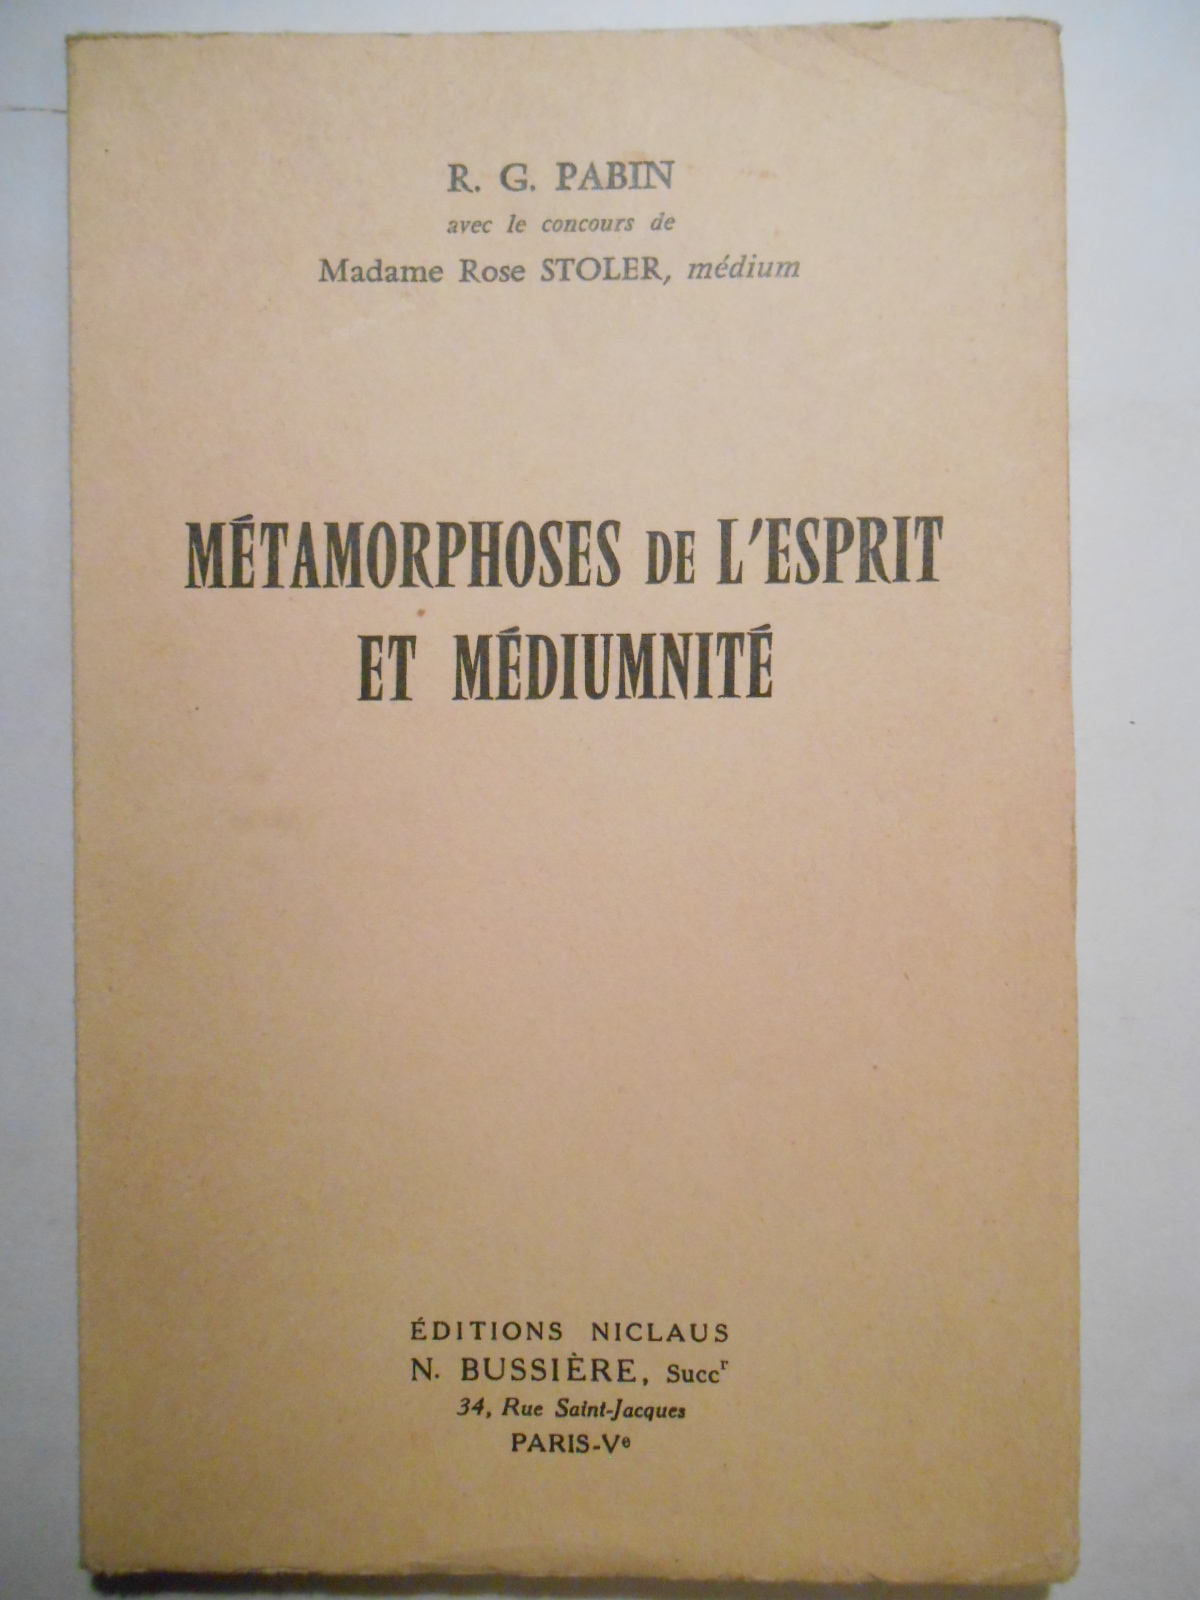 R. G. PABIN
avec le concours de
Madame Rose STOLER, médium
MÉTAMORPHOSES DE L'ESPRIT
ET MÉDIUMNITÉ
ÉDITIONS NICLAUS
N. BUSSIÈRE, Succʳ
34, Rue Saint-Jacques
PARIS-Vᵉ